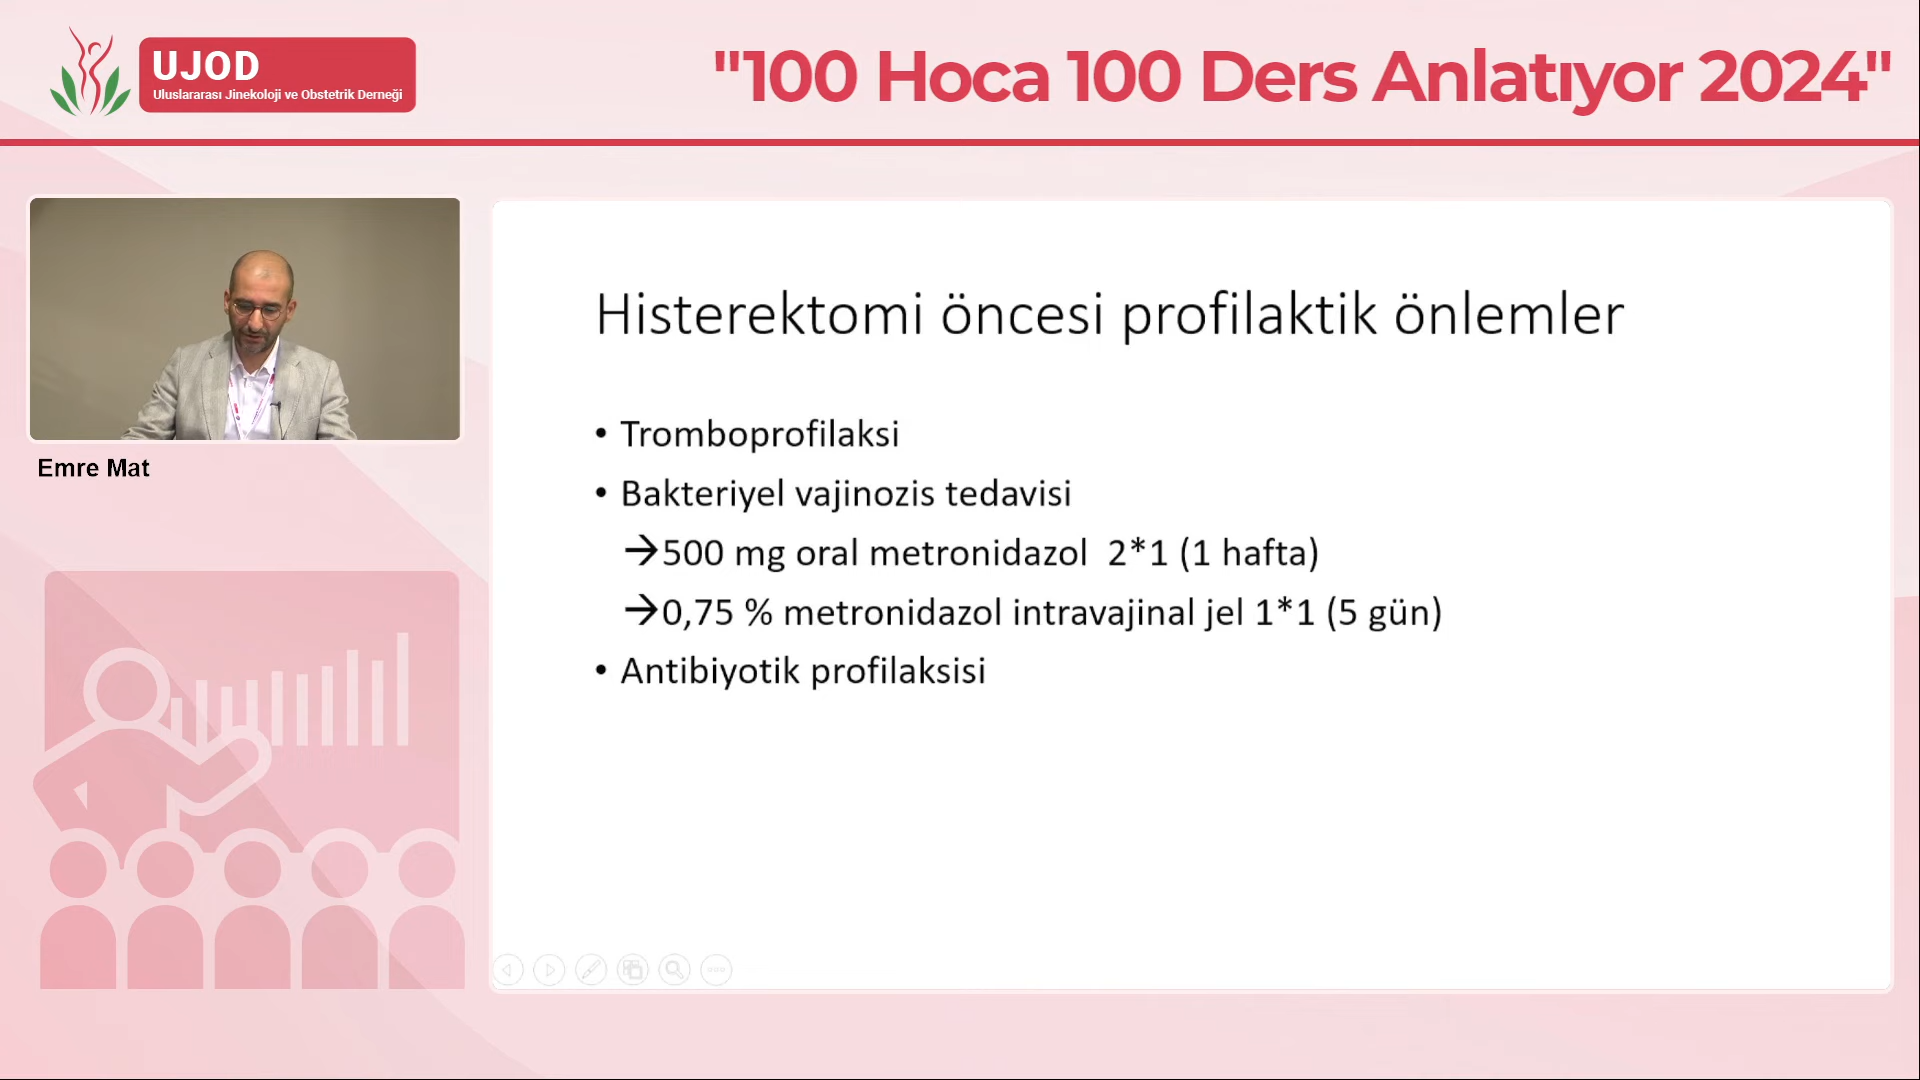 UJOD
Uluslararası Jinekoloji ve Obstetrik Derneği
"100 Hoca 100 Ders Anlatıyor 2024"
Emre Mat
Histerektomi öncesi profilaktik önlemler
• Tromboprofilaksi
• Bakteriyel vajinozis tedavisi
→500 mg oral metronidazol 2*1 (1 hafta)
→0,75 % metronidazol intravajinal jel 1*1 (5 gün)
• Antibiyotik profilaksisi